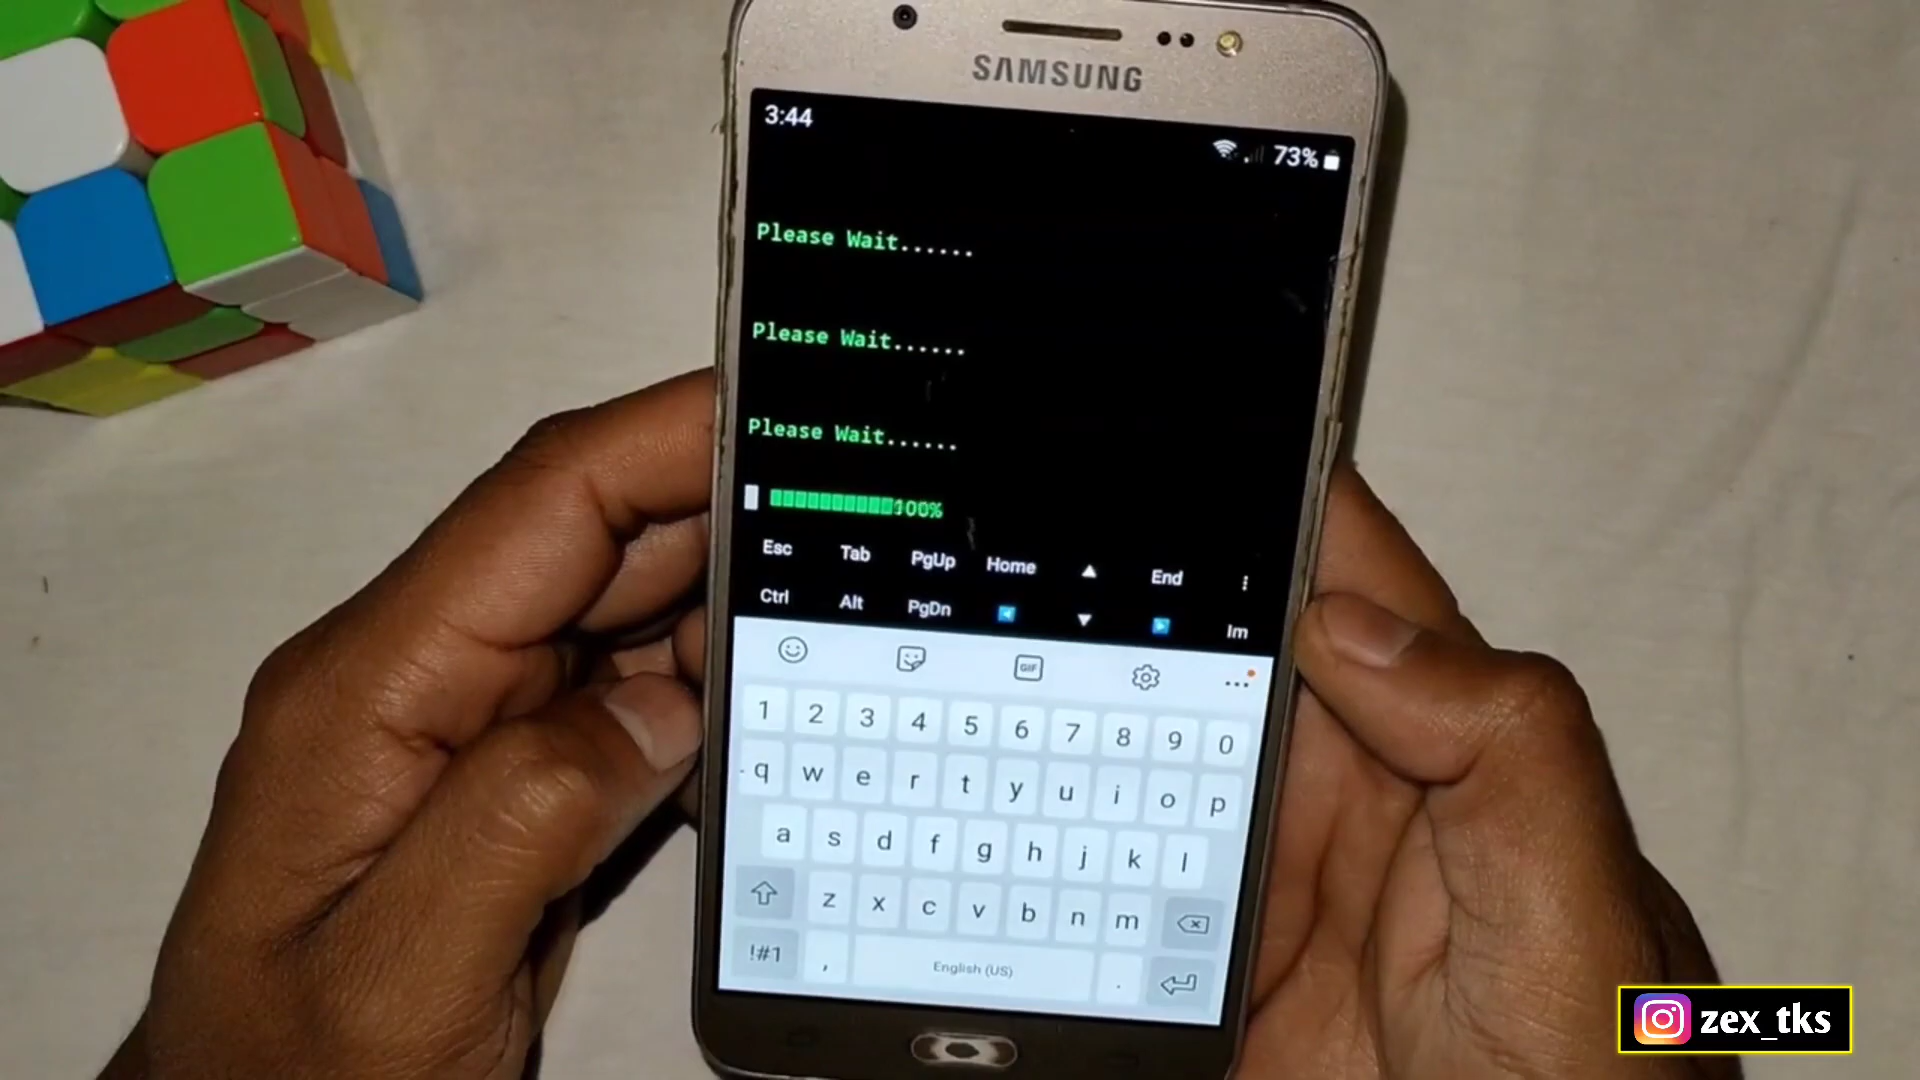 SAMSUNG
3:44
73%
Please Wait......
Please Wait......
Please Wait......
100%
Esc Tab PgUp Home ▲ End ⋮
Ctrl Alt PgDn ◀ ▼ ▶ Im
GIF ...
1 2 3 4 5 6 7 8 9 0
q w e r t y u i o p
a s d f g h j k l
z x c v b n m
!#1 , English (US) .
zex_tks